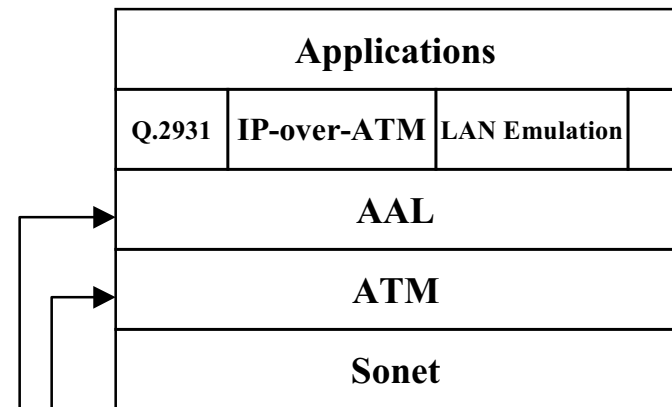 Applications
Q.2931 IP-over-ATM LAN Emulation
AAL
ATM
Sonet